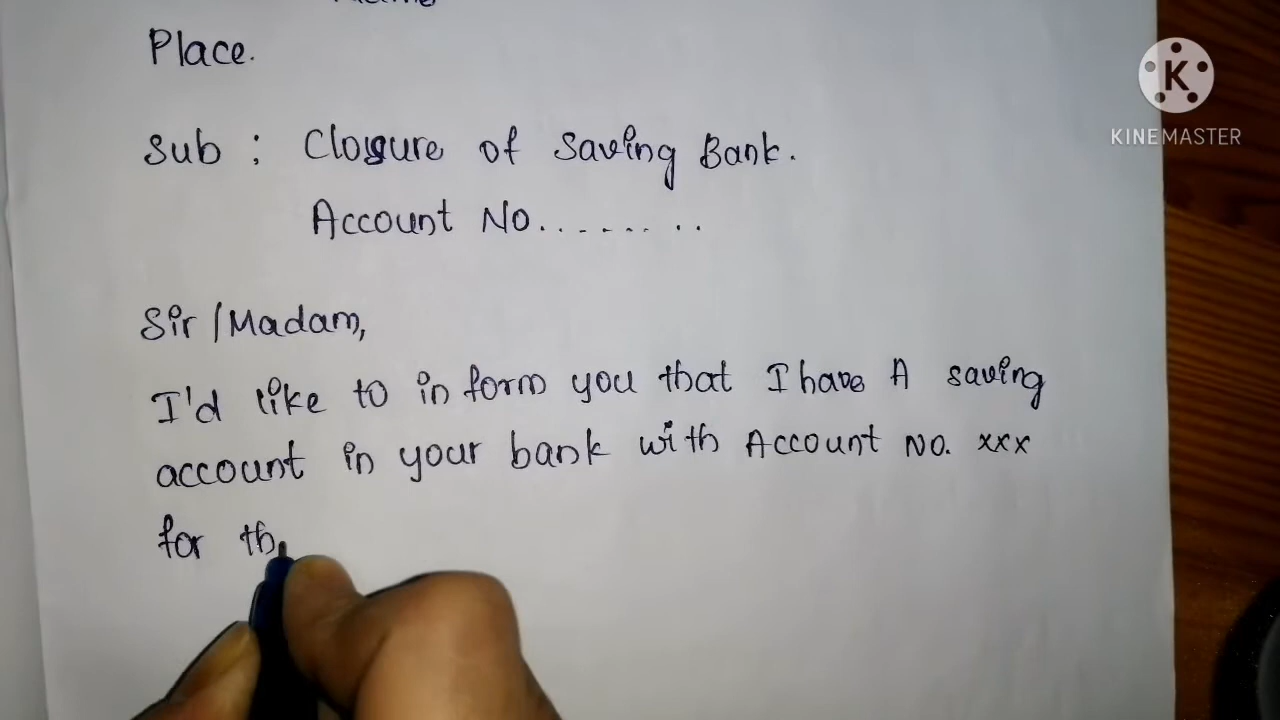 Place.
Sub : Closure of Saving Bank.
Account No........
Sir/Madam,
I'd like to inform you that I have A saving
account in your bank with Account No. xxx
for th
KINEMASTER